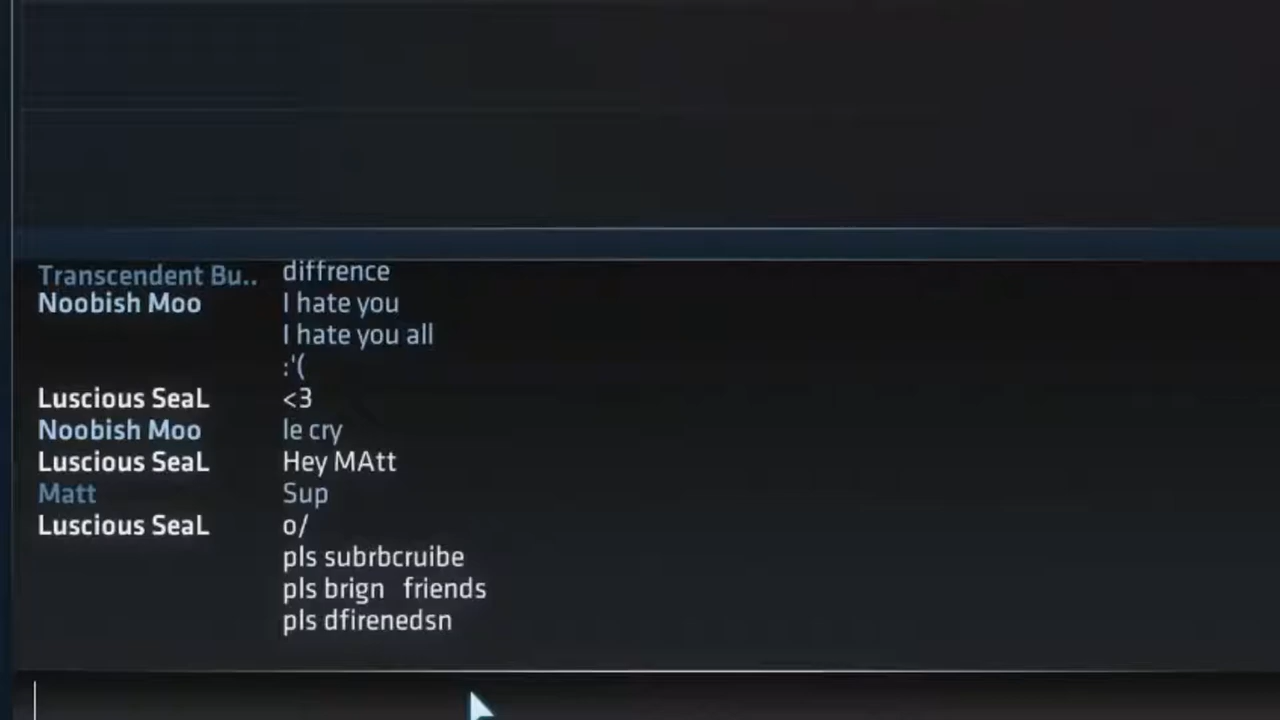 Transcendent Bu.. diffrence
Noobish Moo I hate you
I hate you all
:'(
Luscious SeaL <3
Noobish Moo le cry
Luscious SeaL Hey MAtt
Matt Sup
Luscious SeaL o/
pls subrbcruibe
pls brign friends
pls dfirenedsn